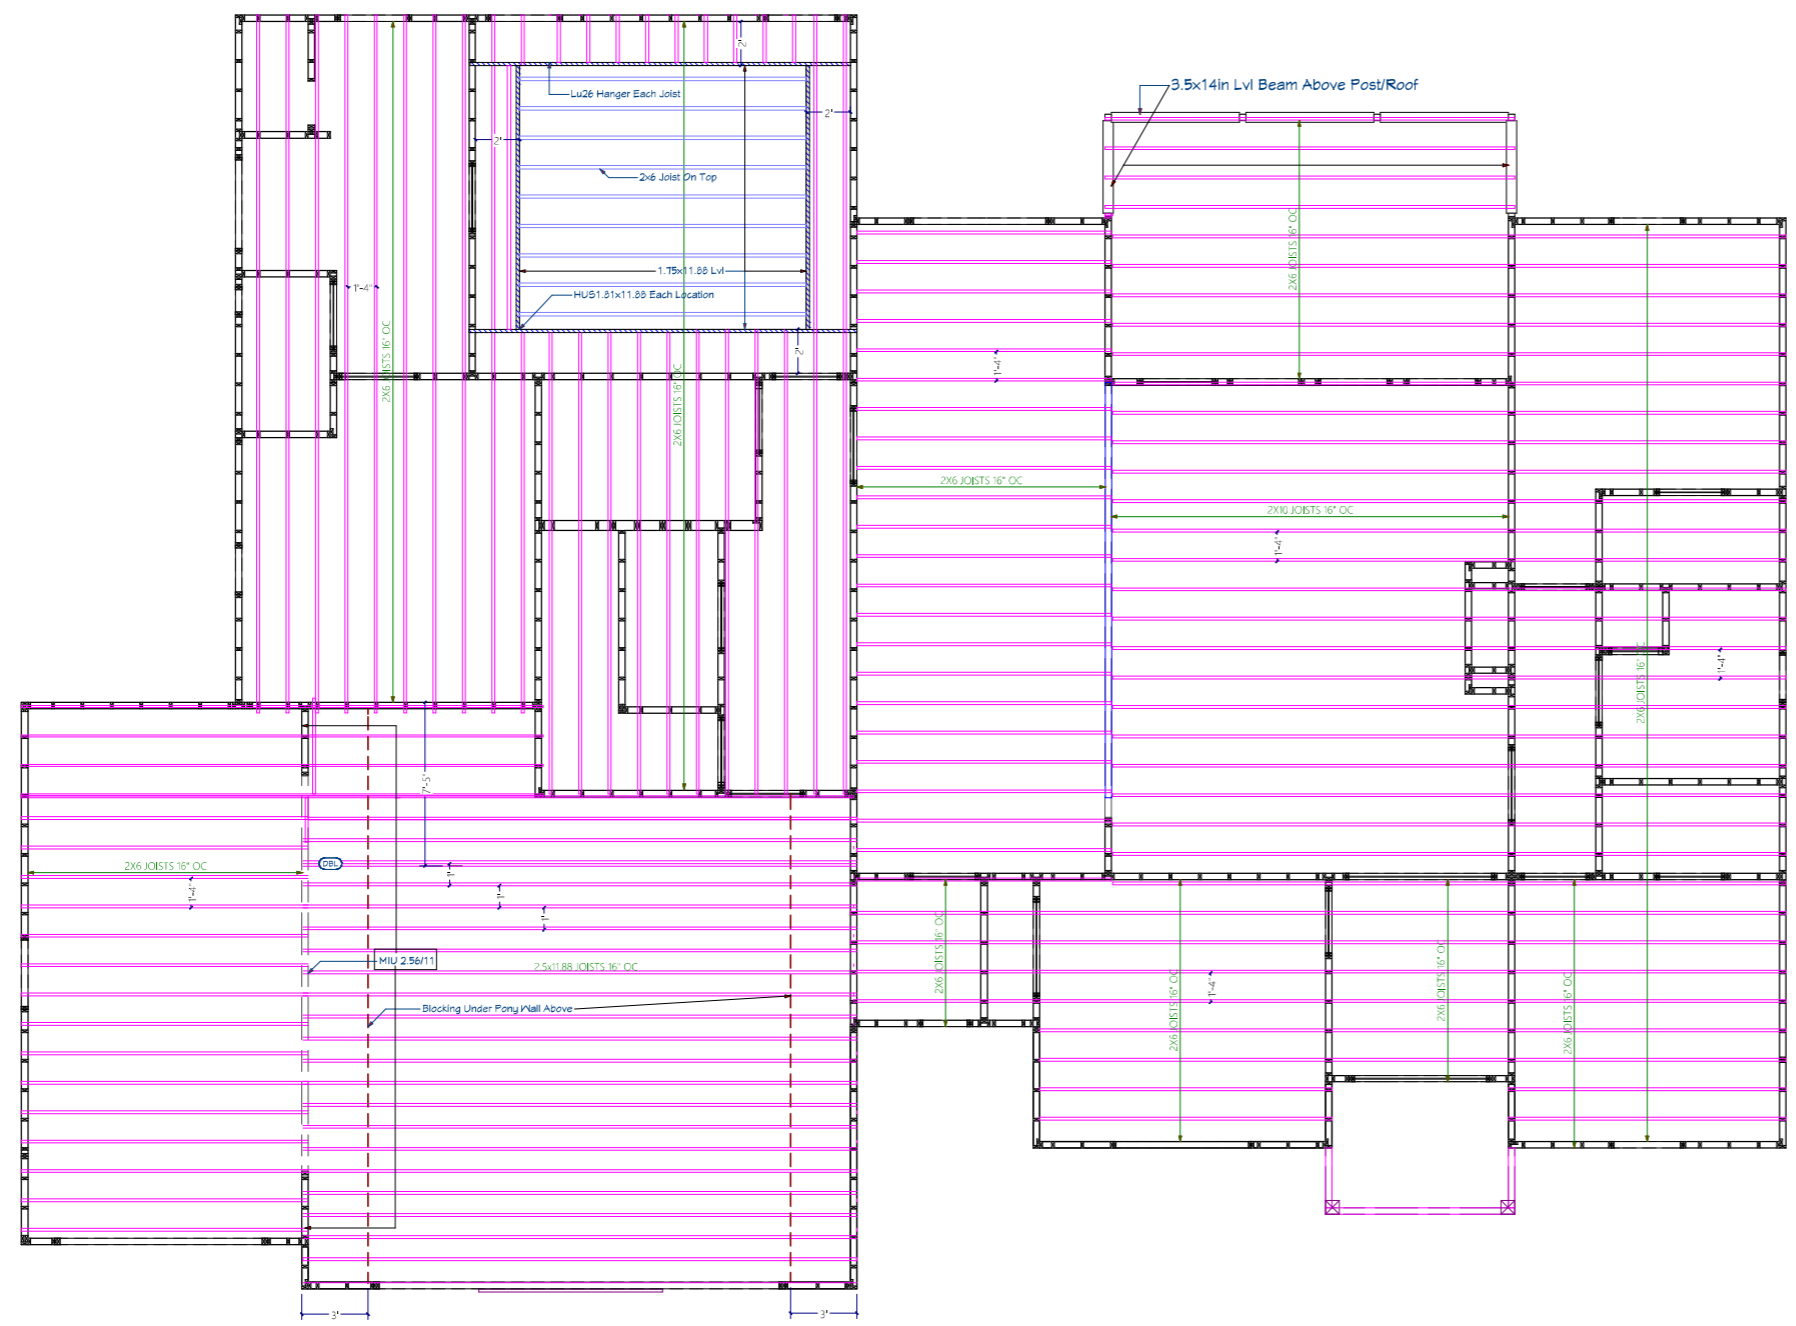 2'
3.5x14in Lvl Beam Above Post/Roof
Lu26 Hanger Each Joist
2'
2'
2x6 Joist On Top
2X6 JOISTS 16" OC
1.75x11.88 Lvl
1'-4"
HUS1.81x11.88 Each Location
2'
2X6 JOISTS 16" OC
1'-4"
2X6 JOISTS 16" OC
2X6 JOISTS 16" OC
2X10 JOISTS 16" OC
1'-4"
1'-4"
2X6 JOISTS 16" OC
7'-5"
2X6 JOISTS 16" OC
DBL
1'
1'-4"
1'
1'
MIU 2.56/11
2.5x11.88 JOISTS 16" OC
2X6 JOISTS 16" OC
2X6 JOISTS 16" OC
1'-4"
2X6 JOISTS 16" OC
2X6 JOISTS 16" OC
Blocking Under Pony Wall Above
3'
3'